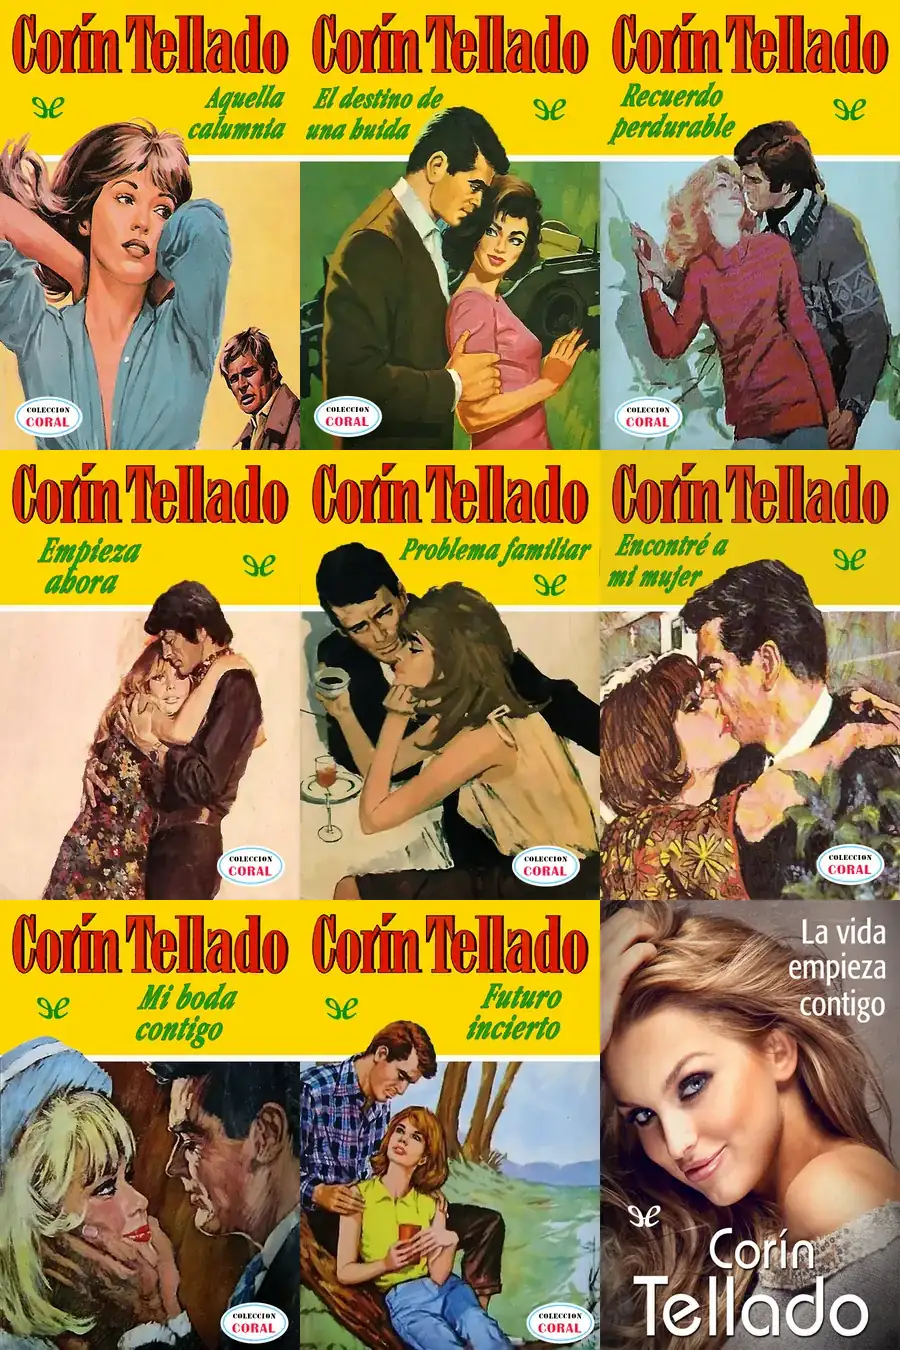 Corín Tellado
Aquella
calumnia
COLECCION
CORAL
Corín Tellado
El destino de
una huida
COLECCION
CORAL
Corín Tellado
Recuerdo
perdurable
COLECCION
CORAL
Corín Tellado
Empieza
ahora
COLECCION
CORAL
Corín Tellado
Problema familiar
COLECCION
CORAL
Corín Tellado
Encontré a
mi mujer
COLECCION
CORAL
Corín Tellado
Mi boda
contigo
COLECCION
CORAL
Corín Tellado
Futuro
incierto
COLECCION
CORAL
La vida
empieza
contigo
Corín
Tellado